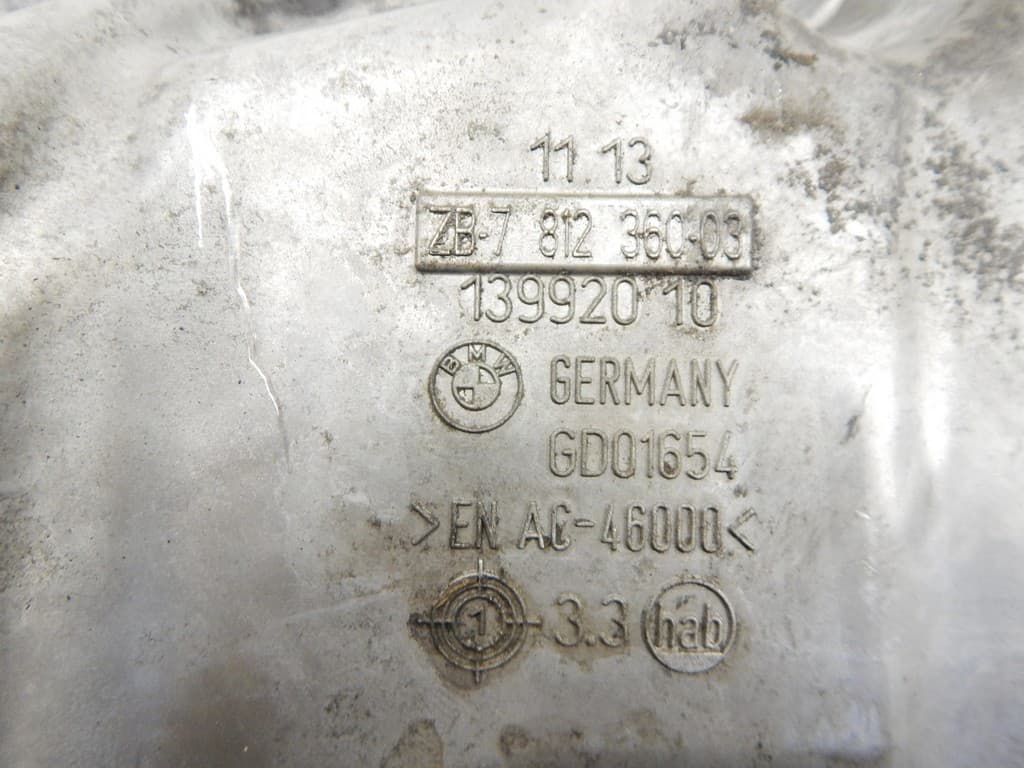 11.13
ZB-7 812 360-03
139920 10
BMW GERMANY
GD01654
>EN AC-46000<
1 3.3 hab